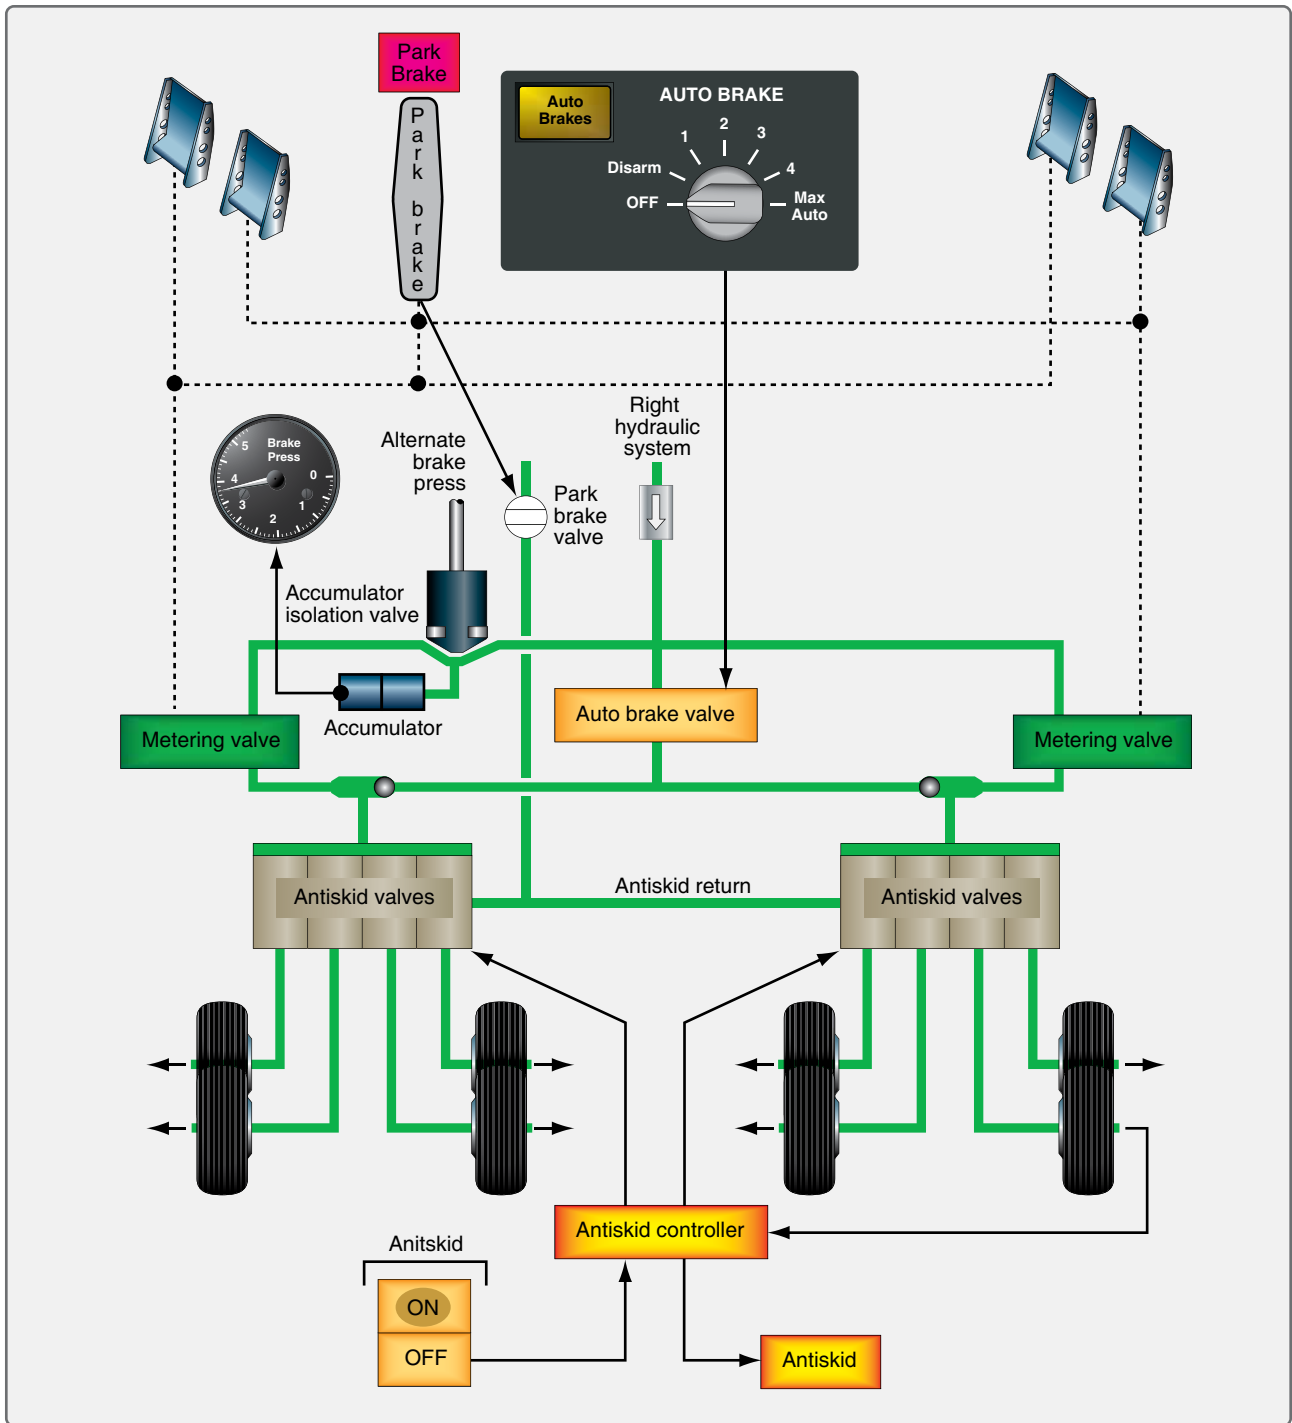 Park
Brake
Park brake
Auto
Brakes
AUTO BRAKE
1
2
3
4
Disarm
OFF
Max
Auto
Right
hydraulic
system
Alternate
brake
press
Park
brake
valve
Brake
Press
5
4
3
2
1
0
Accumulator
isolation valve
Accumulator
Metering valve
Auto brake valve
Metering valve
Antiskid valves
Antiskid return
Antiskid valves
Antiskid controller
Anitskid
ON
OFF
Antiskid